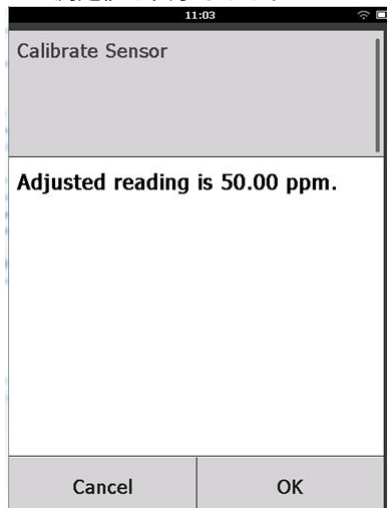 11:03
Calibrate Sensor
Adjusted reading is 50.00 ppm.
Cancel
OK